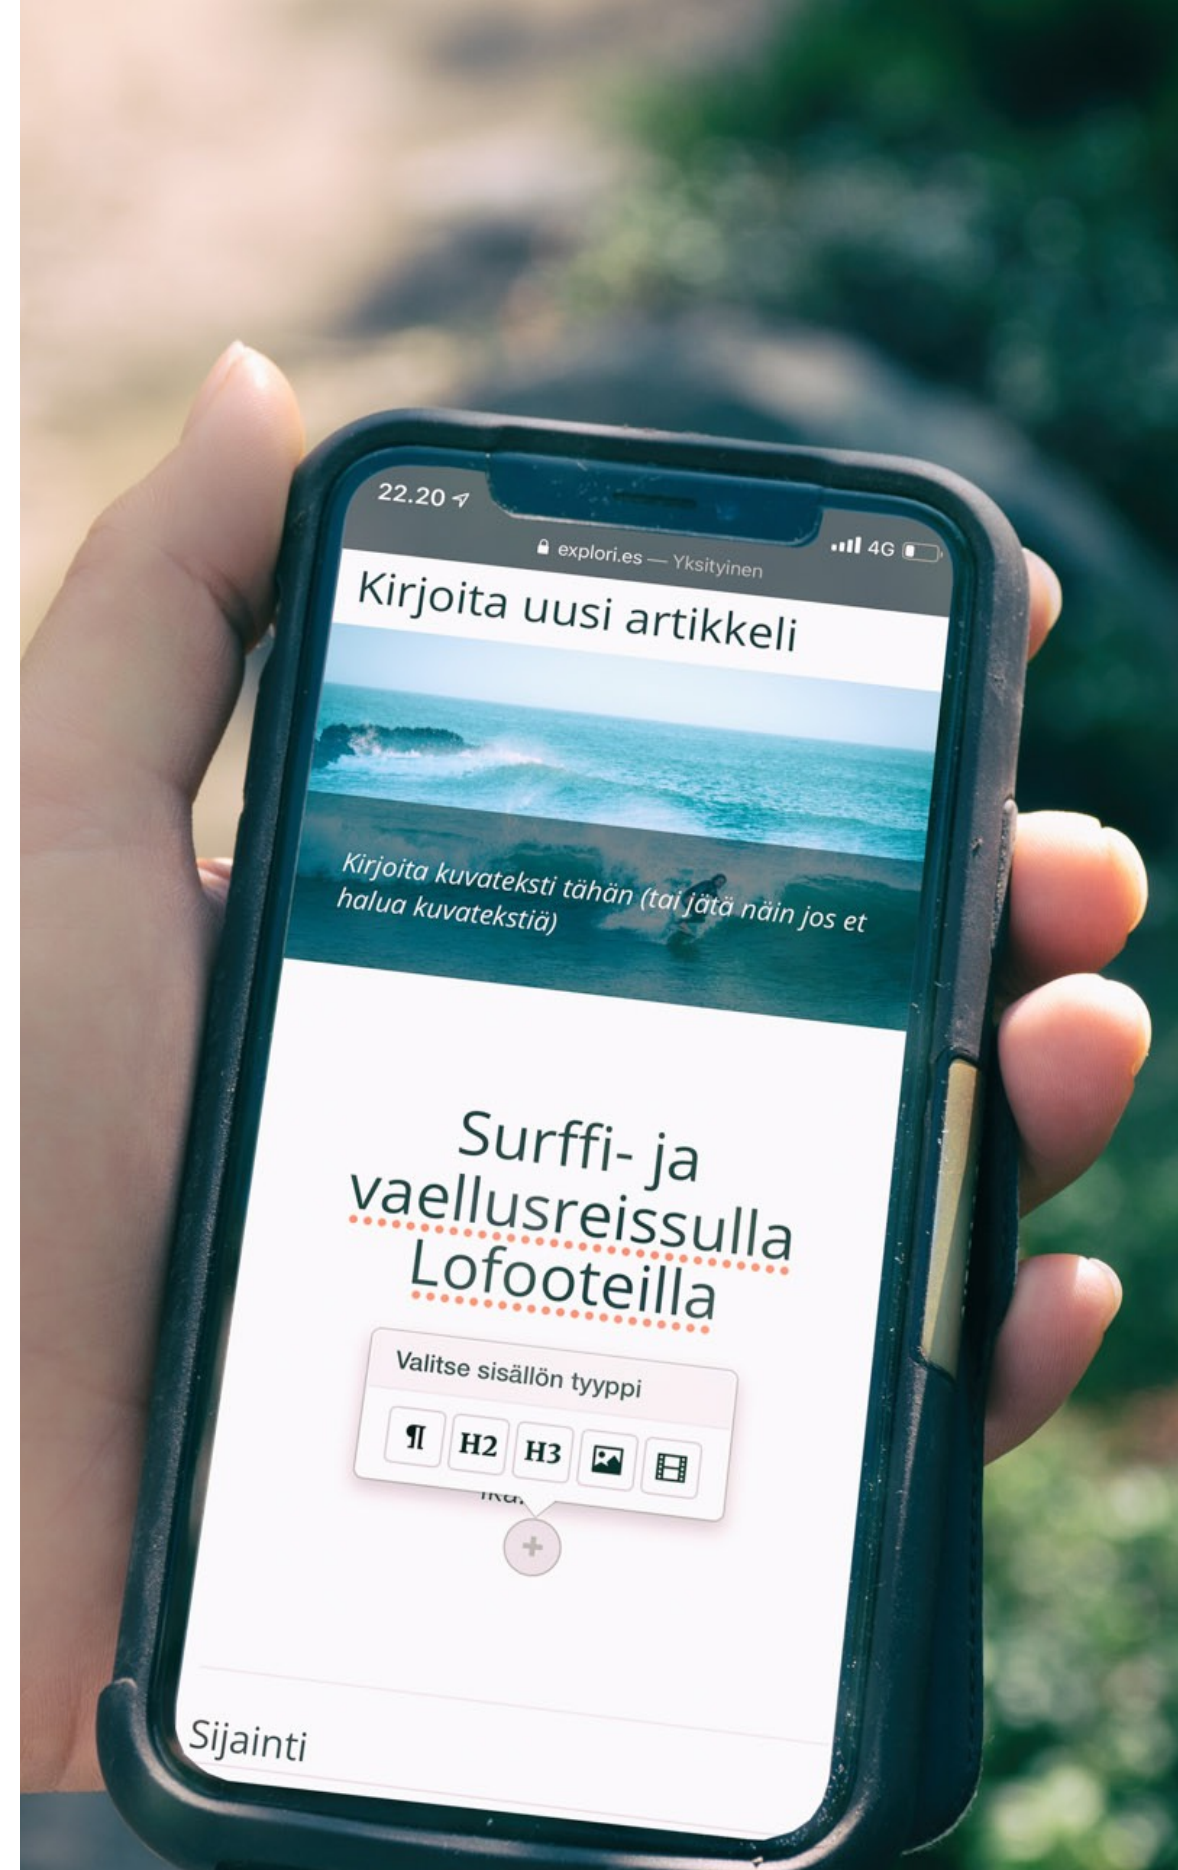 22.20
4G
explori.es — Yksityinen
Kirjoita uusi artikkeli
Kirjoita kuvateksti tähän (tai jätä näin jos et
halua kuvatekstiä)
Surffi- ja
vaellusreissulla
Lofooteilla
Valitse sisällön tyyppi
¶ H2 H3
Sijainti